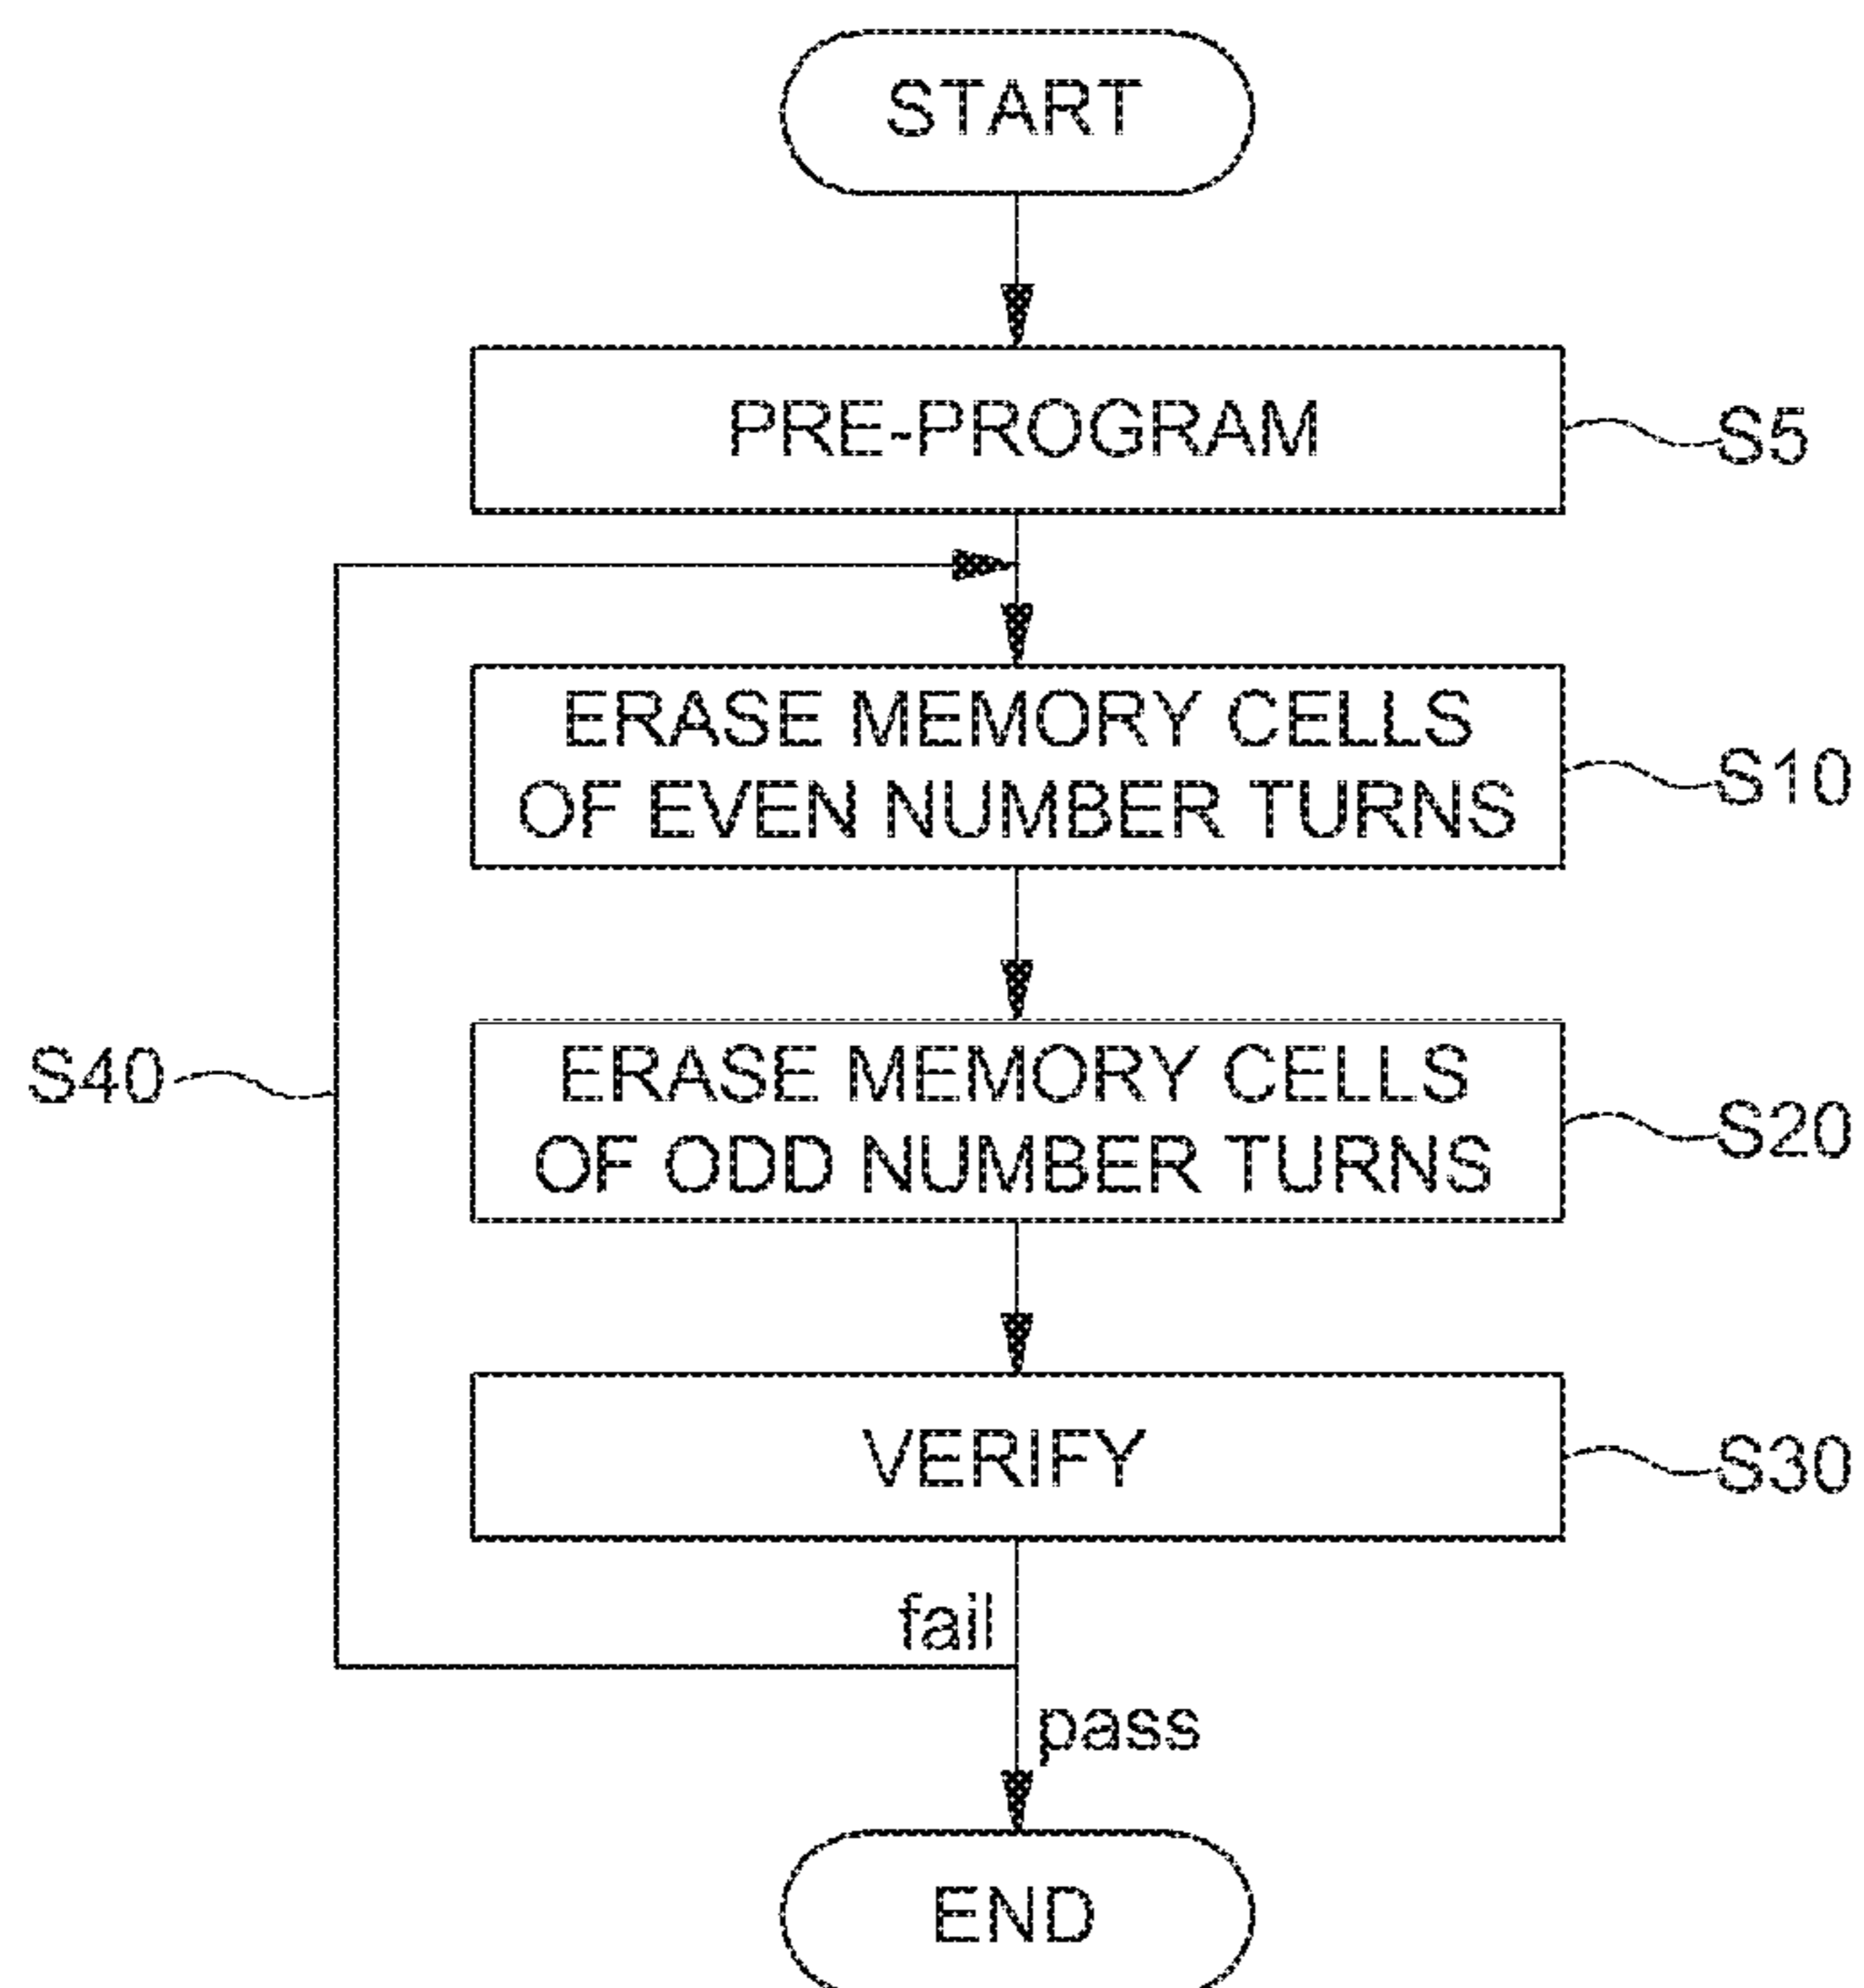 START
PRE-PROGRAM
S5
ERASE MEMORY CELLS
OF EVEN NUMBER TURNS
S10
ERASE MEMORY CELLS
OF ODD NUMBER TURNS
S20
S40
VERIFY
S30
fail
pass
END